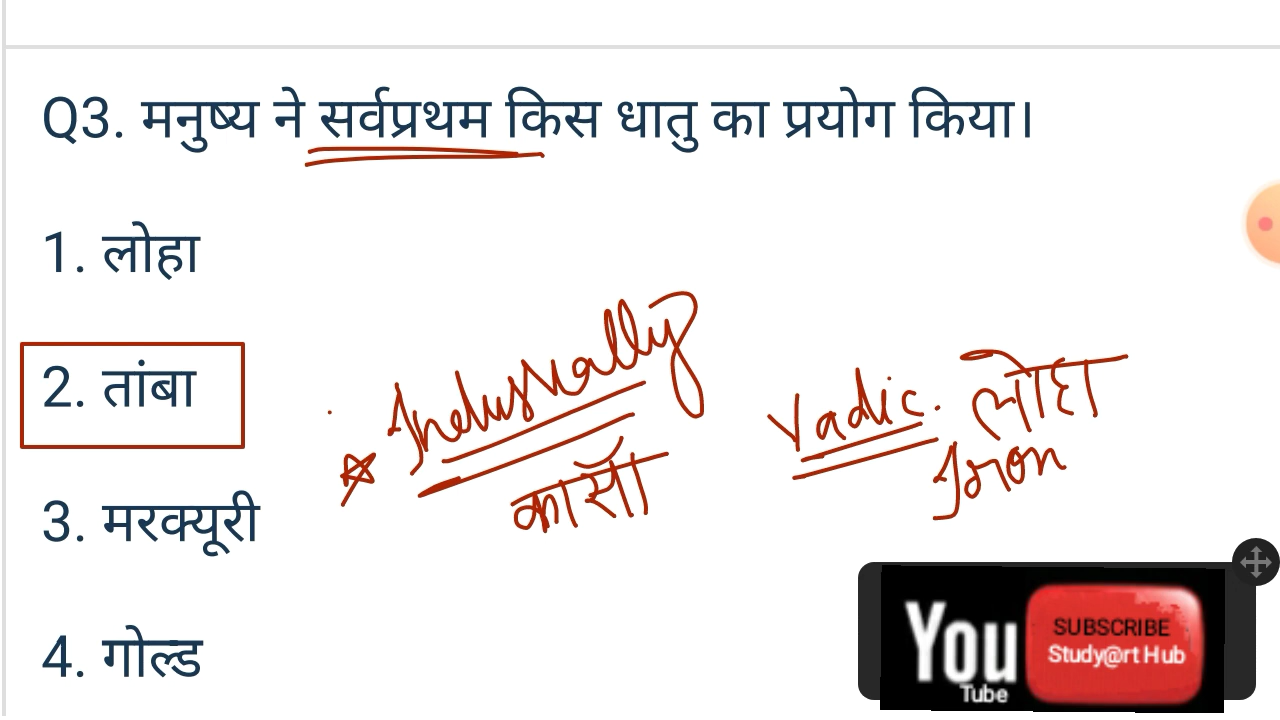 Q3. मनुष्य ने सर्वप्रथम किस धातु का प्रयोग किया।
1. लोहा
2. तांबा
3. मरक्यूरी
4. गोल्ड
Industrially
कासाँ
Vadic. लोहा
Iron
You
Tube
SUBSCRIBE
Study@rt Hub